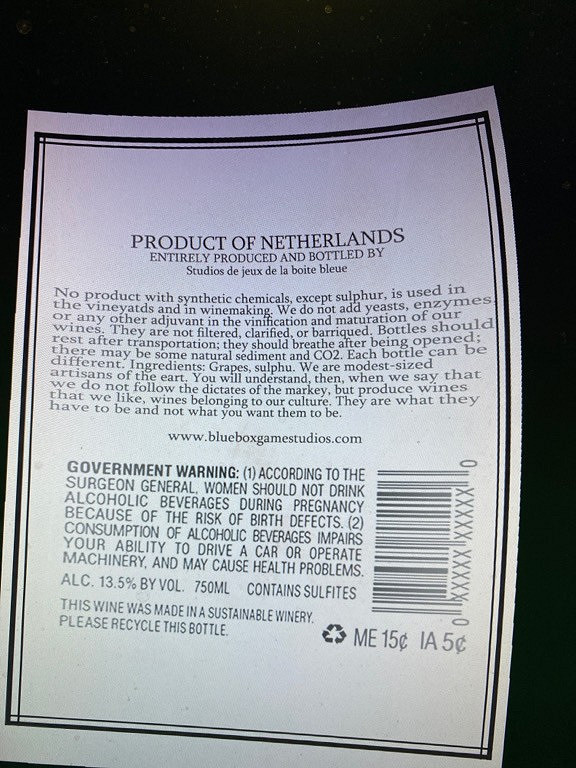 PRODUCT OF NETHERLANDS
ENTIRELY PRODUCED AND BOTTLED BY
Studios de jeux de la boite bleue
No product with synthetic chemicals, except sulphur, is used in
the vineyatds and in winemaking. We do not add yeasts, enzymes,
or any other adjuvant in the vinification and maturation of our
wines. They are not filtered, clarified, or barriqued. Bottles should
rest after transportation; they should breathe after being opened;
there may be some natural sediment and CO2. Each bottle can be
different. Ingredients: Grapes, sulphu. We are modest-sized
artisans of the eart. You will understand, then, when we say that
we do not follow the dictates of the markey, but produce wines
that we like, wines belonging to our culture. They are what they
have to be and not what you want them to be.
www.blueboxgamestudios.com
GOVERNMENT WARNING: (1) ACCORDING TO THE
SURGEON GENERAL, WOMEN SHOULD NOT DRINK
ALCOHOLIC BEVERAGES DURING PREGNANCY
BECAUSE OF THE RISK OF BIRTH DEFECTS. (2)
CONSUMPTION OF ALCOHOLIC BEVERAGES IMPAIRS
YOUR ABILITY TO DRIVE A CAR OR OPERATE
MACHINERY, AND MAY CAUSE HEALTH PROBLEMS.
ALC. 13.5% BY VOL. 750ML CONTAINS SULFITES
THIS WINE WAS MADE IN A SUSTAINABLE WINERY.
PLEASE RECYCLE THIS BOTTLE.
ME 15¢ IA 5¢
0 XXXXX XXXXX 0